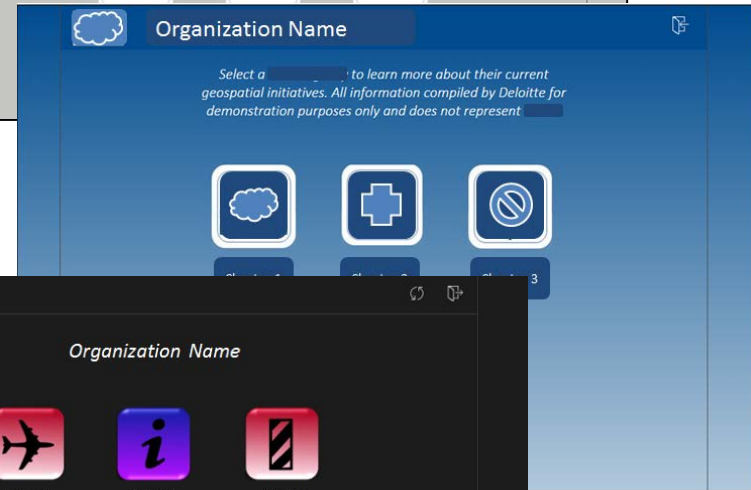 Organization Name
Select a to learn more about their current
geospatial initiatives. All information compiled by Deloitte for
demonstration purposes only and does not represent
3
Organization Name
i